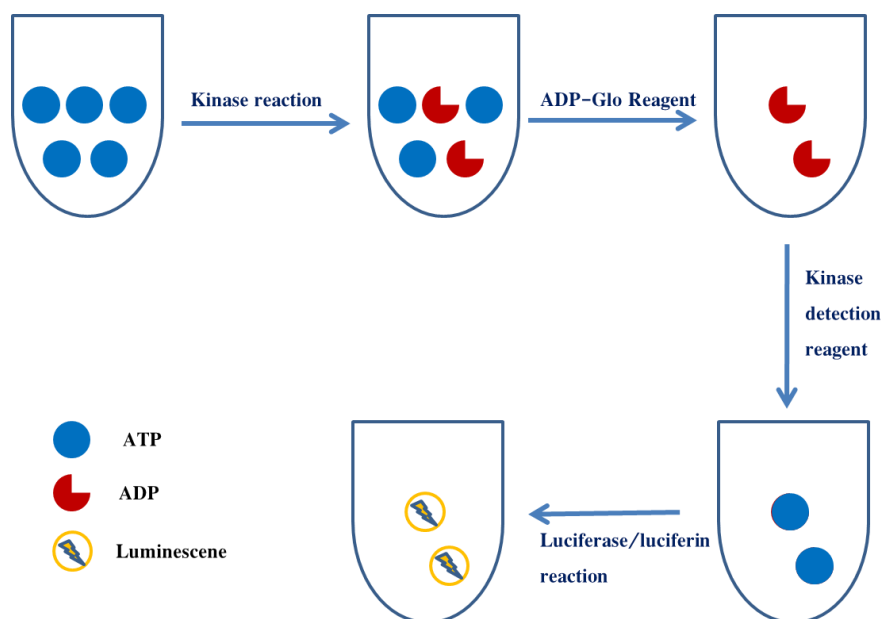 Kinase reaction
ADP-Glo Reagent
Kinase
detection
reagent
ATP
ADP
Luminescene
Luciferase/luciferin
reaction